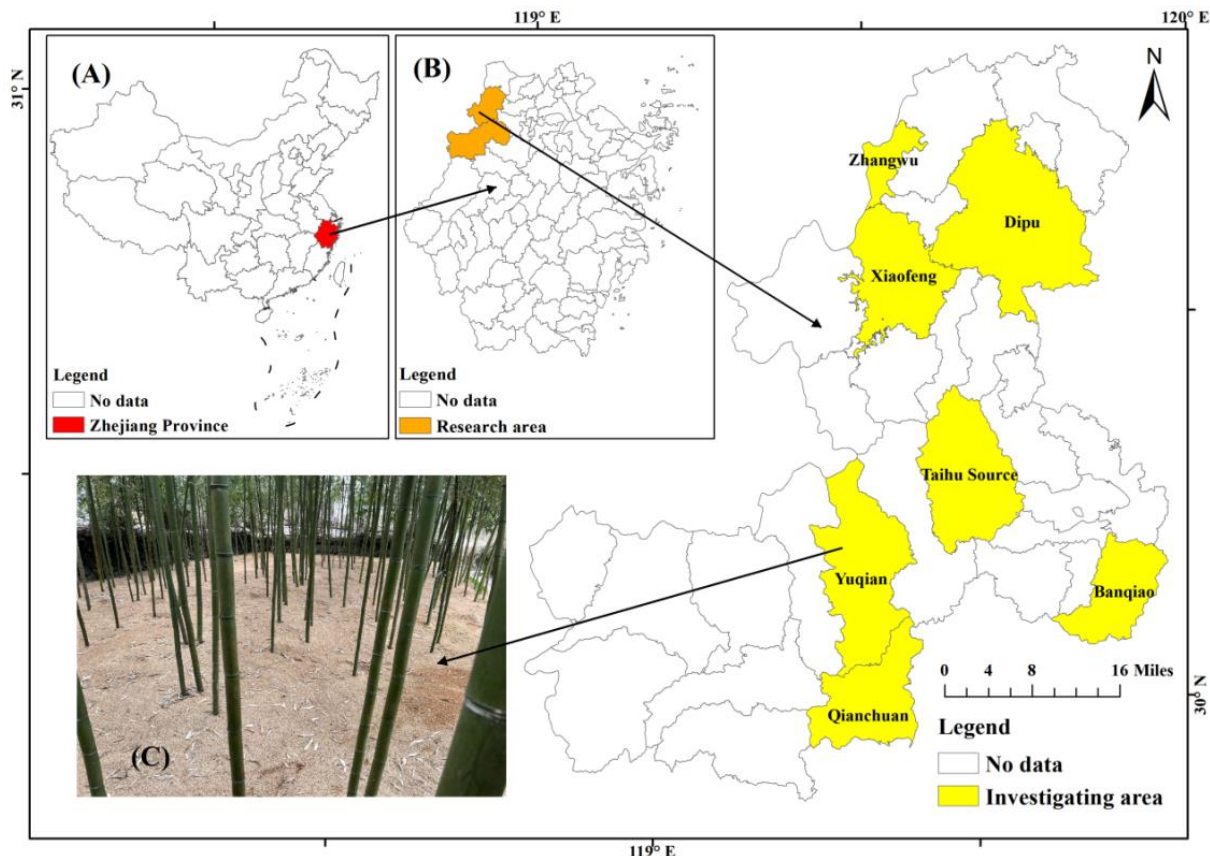 119° E
120° E
31° N
(A)
Legend
No data
Zhejiang Province
(B)
Legend
No data
Research area
N
Zhangwu
Dipu
Xiaofeng
Taihu Source
Yuqian
Banqiao
Qianchuan
(C)
0 4 8 16 Miles
Legend
No data
Investigating area
30° N
119° E